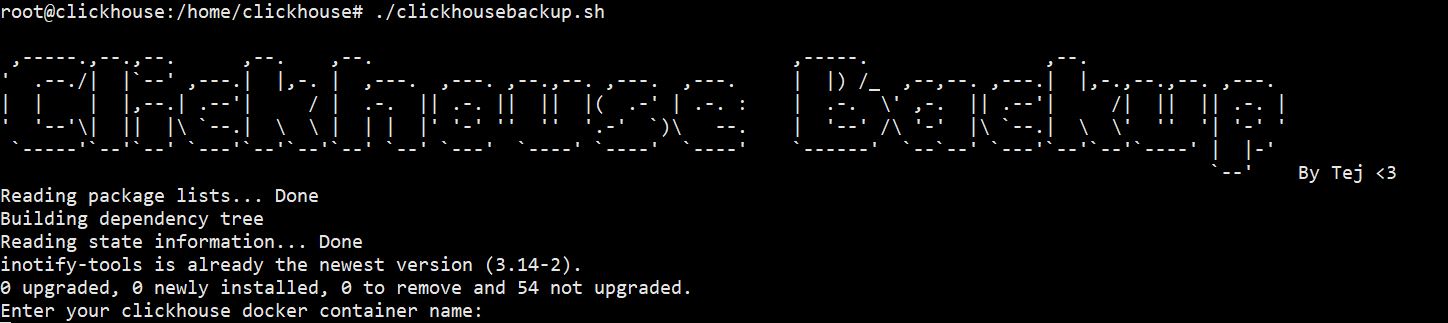 root@clickhouse:/home/clickhouse# ./clickhousebackup.sh
Clickhouse Backup
By Tej <3
Reading package lists... Done
Building dependency tree
Reading state information... Done
inotify-tools is already the newest version (3.14-2).
0 upgraded, 0 newly installed, 0 to remove and 54 not upgraded.
Enter your clickhouse docker container name: